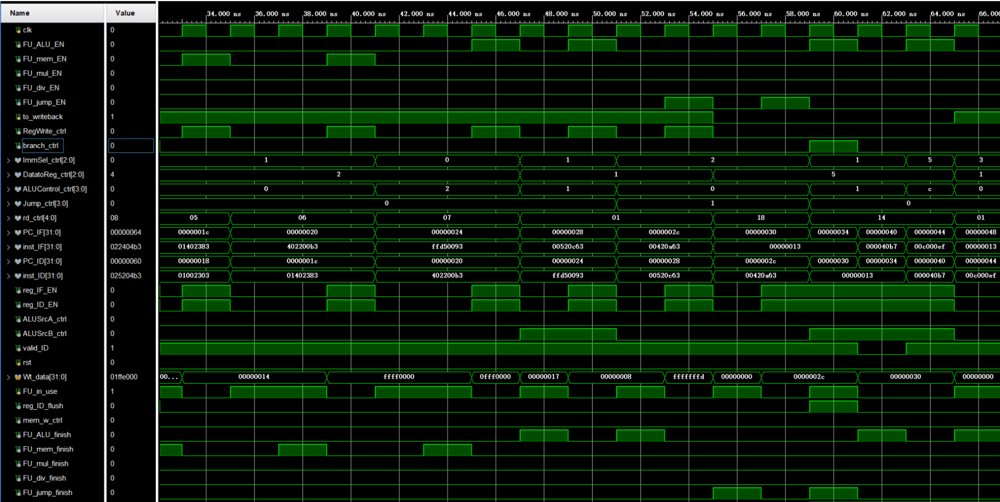 Name Value 34.000 ns 36.000 ns 38.000 ns 40.000 ns 42.000 ns 44.000 ns 46.000 ns 48.000 ns 50.000 ns 52.000 ns 54.000 ns 56.000 ns 58.000 ns 60.000 ns 62.000 ns 64.000 ns 66.000
clk 0
FU_ALU_EN 0
FU_mem_EN 0
FU_mul_EN 0
FU_div_EN 0
FU_jump_EN 0
to_writeback 1
RegWrite_ctrl 0
branch_ctrl 0
ImmSel_ctrl[2:0] 0 1 0 1 2 1 5 3
DatatoReg_ctrl[2:0] 4 2 1 5 1
ALUControl_ctrl[3:0] 0 0 2 1 0 1 c 0
Jump_ctrl[3:0] 0 0 1 0
rd_ctrl[4:0] 08 05 06 07 01 18 14 01
PC_IF[31:0] 00000064 0000001c 00000020 00000024 00000028 0000002c 00000030 00000034 00000040 00000044 00000048
inst_IF[31:0] 022404b3 01402383 402200b3 ffd50093 00520c63 00420a63 00000013 000040b7 00c000ef 00000013
PC_ID[31:0] 00000060 00000018 0000001c 00000020 00000024 00000028 0000002c 00000030 00000034 00000040 00000044
inst_ID[31:0] 025204b3 01002303 01402383 402200b3 ffd50093 00520c63 00420a63 00000013 000040b7 00c000ef
reg_IF_EN 0
reg_ID_EN 0
ALUSrcA_ctrl 0
ALUSrcB_ctrl 0
valid_ID 1
rst 0
Wt_data[31:0] 01ffe000 00... 00000014 ffff0000 0fff0000 00000017 00000008 fffffffd 00000000 0000002c 00000030 00000000
FU_in_use 1
reg_ID_flush 0
mem_w_ctrl 0
FU_ALU_finish 0
FU_mem_finish 0
FU_mul_finish 0
FU_div_finish 0
FU_jump_finish 0